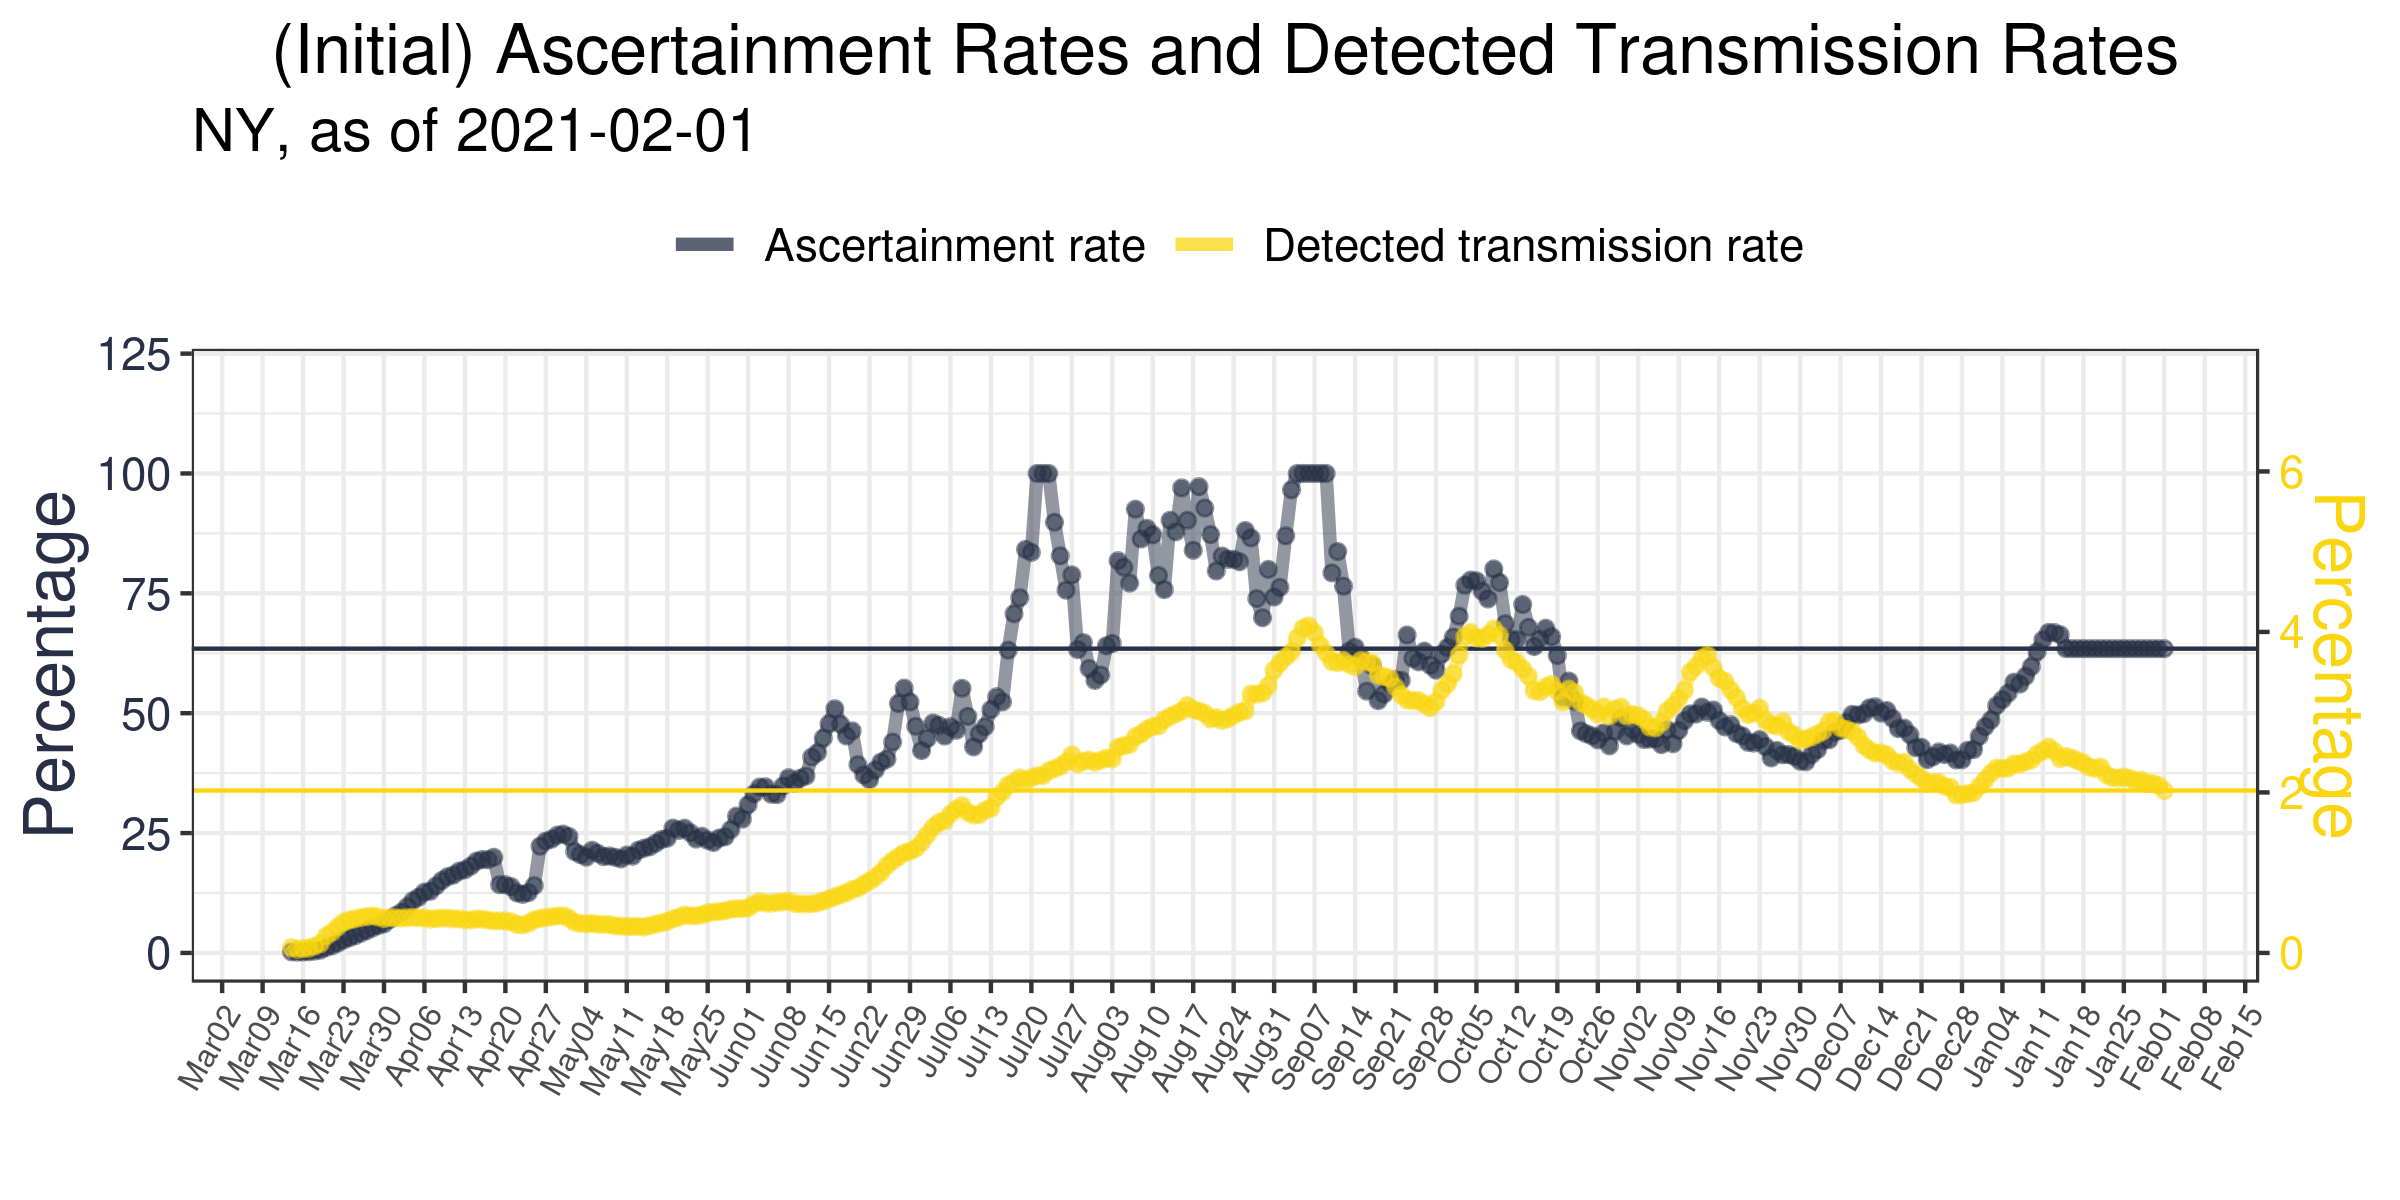 (Initial) Ascertainment Rates and Detected Transmission Rates
NY, as of 2021-02-01
Ascertainment rate
Detected transmission rate
Percentage
125
100
75
50
25
0
6
4
2
0
Percentage
Mar02
Mar09
Mar16
Mar23
Mar30
Apr06
Apr13
Apr20
Apr27
May04
May11
May18
May25
Jun01
Jun08
Jun15
Jun22
Jun29
Jul06
Jul13
Jul20
Jul27
Aug03
Aug10
Aug17
Aug24
Aug31
Sep07
Sep14
Sep21
Sep28
Oct05
Oct12
Oct19
Oct26
Nov02
Nov09
Nov16
Nov23
Nov30
Dec07
Dec14
Dec21
Dec28
Jan04
Jan11
Jan18
Jan25
Feb01
Feb08
Feb15